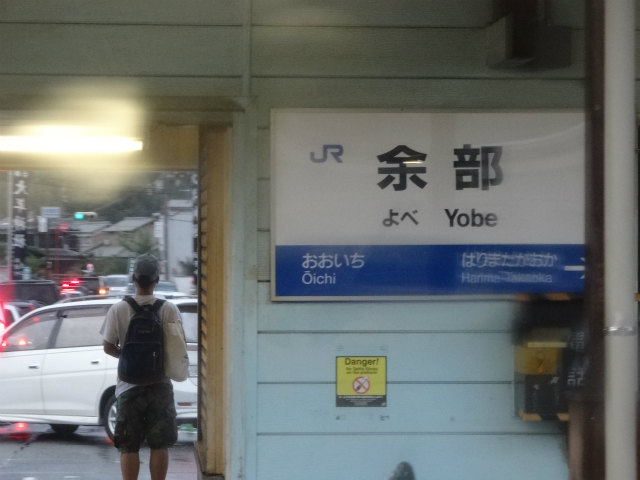 JR
余部
よべ Yobe
おおいち はりまたかおか
Ōichi Harima-Takaoka
Danger!